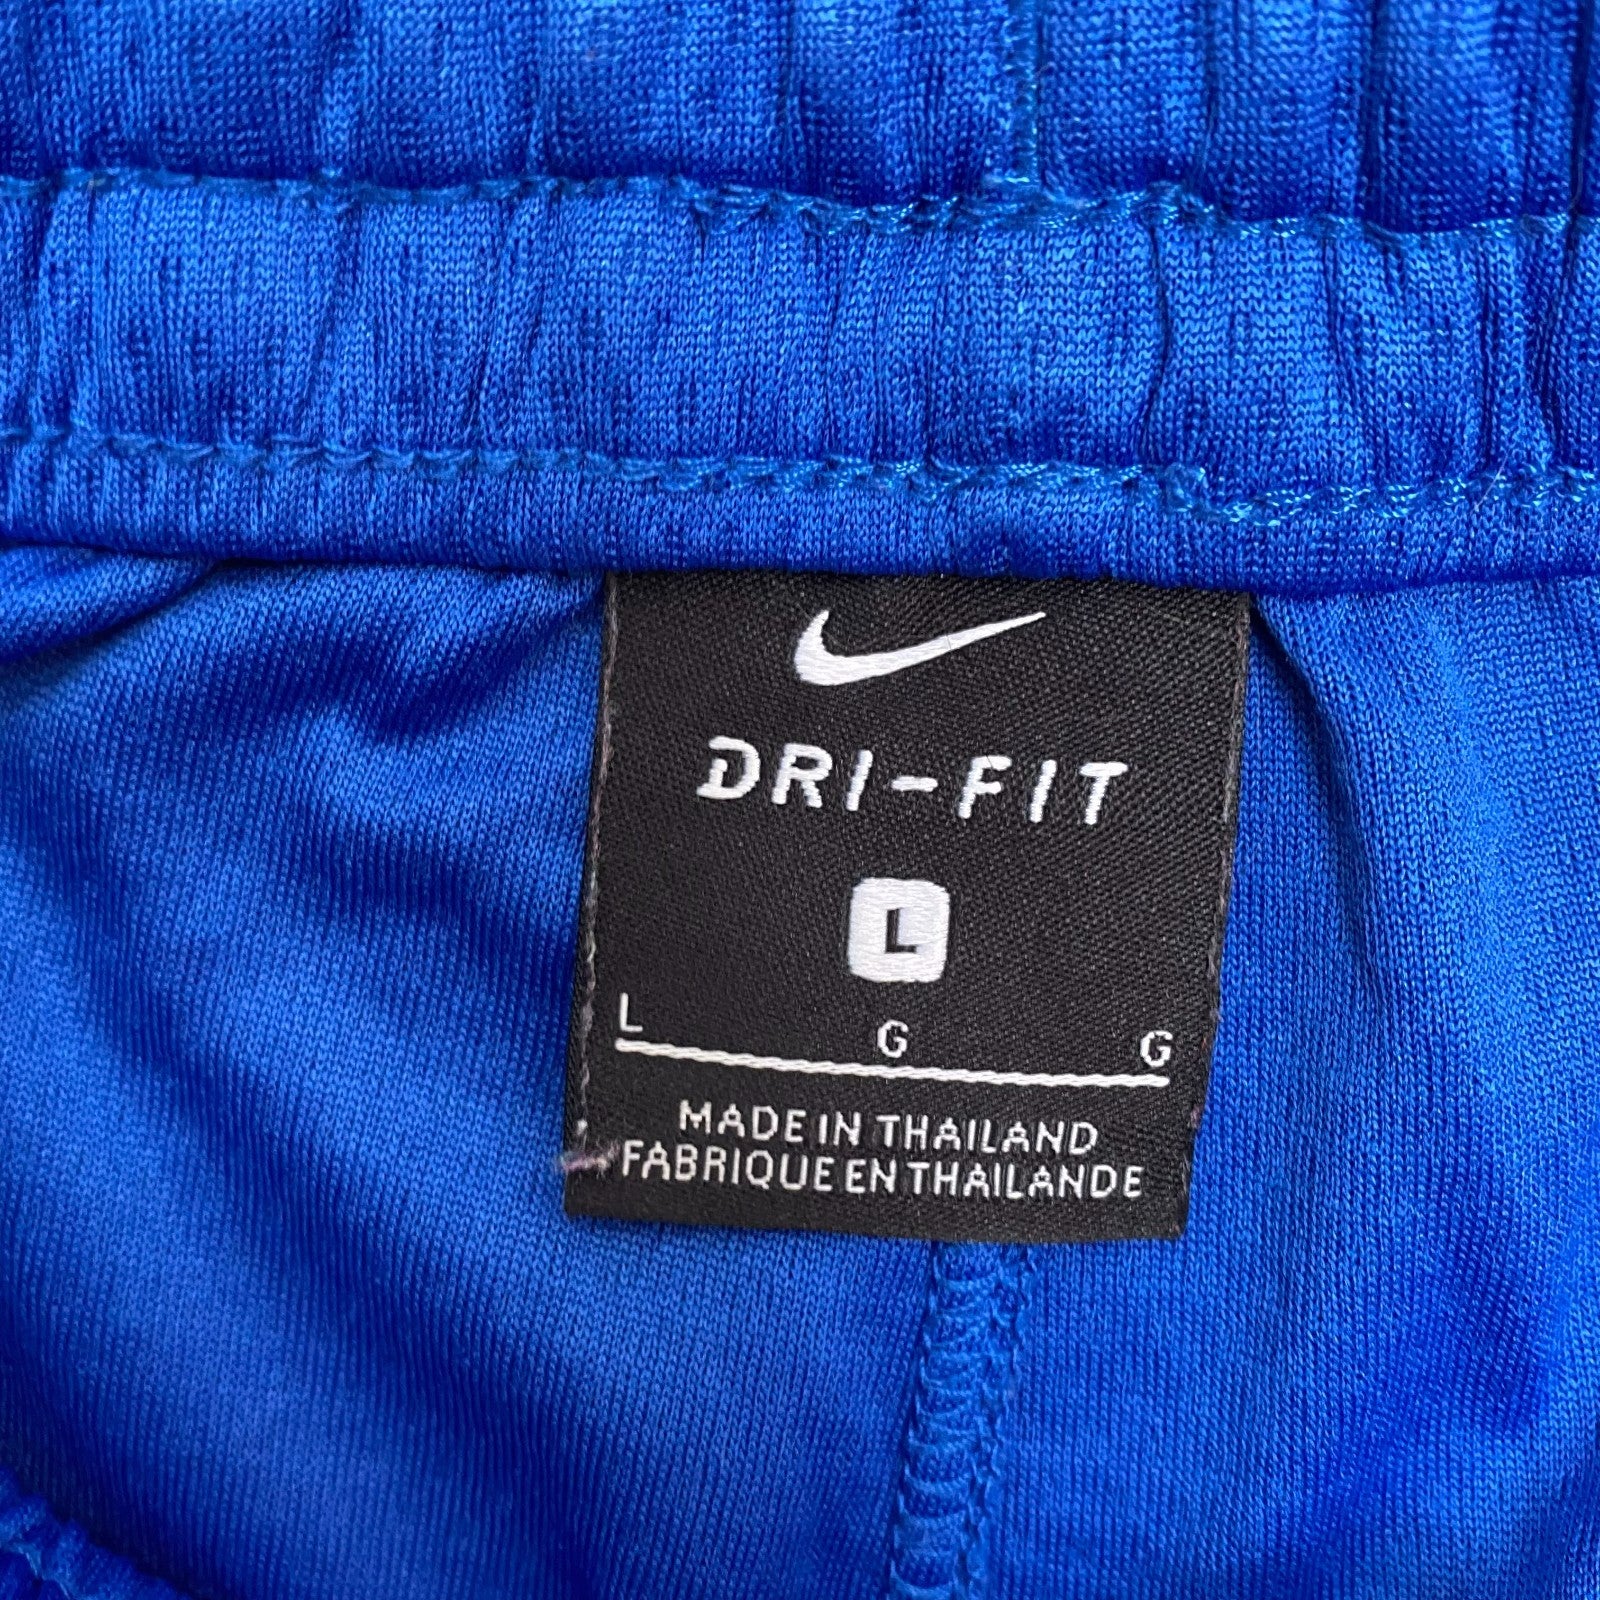 DRI-FIT
L
L G G
MADE IN THAILAND
FABRIQUE EN THAILANDE